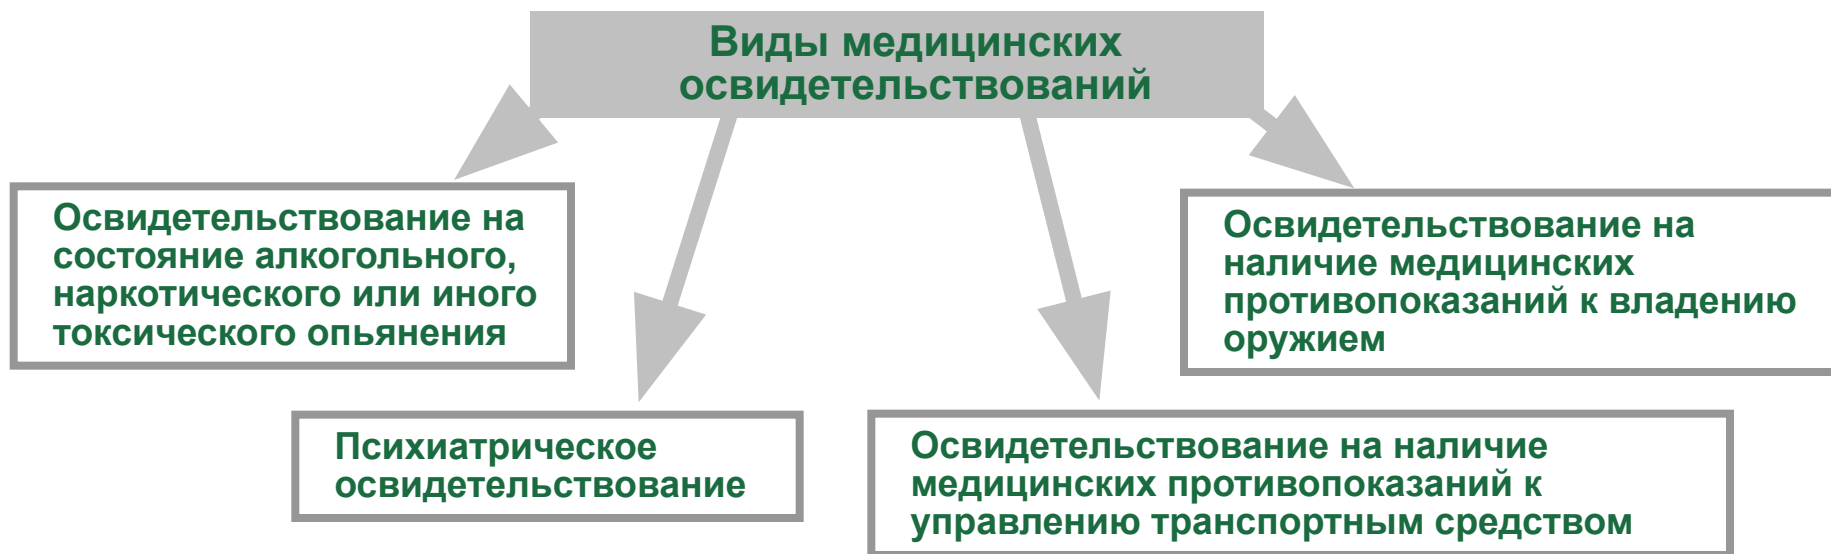 Виды медицинских
освидетельствований
Освидетельствование на
состояние алкогольного,
наркотического или иного
токсического опьянения
Психиатрическое
освидетельствование
Освидетельствование на наличие
медицинских противопоказаний к
управлению транспортным средством
Освидетельствование на
наличие медицинских
противопоказаний к владению
оружием